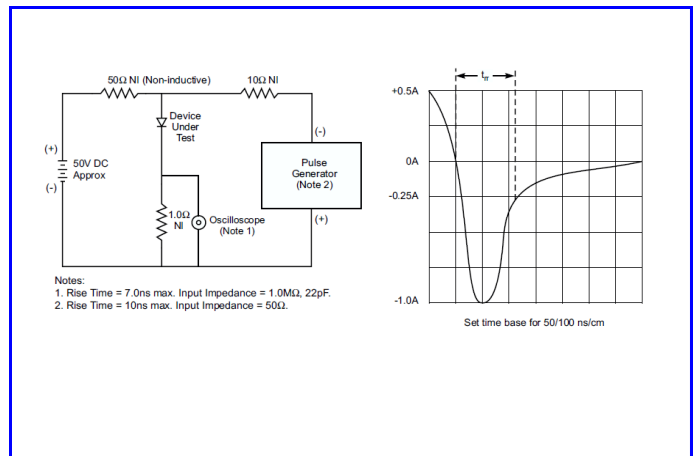 50Ω NI (Non-inductive)
10Ω NI
Device
Under
Test
(+)
50V DC
Approx
(-)
1.0Ω
NI
Oscilloscope
(Note 1)
(-)
Pulse
Generator
(Note 2)
(+)
Notes:
1. Rise Time = 7.0ns max. Input Impedance = 1.0MΩ, 22pF.
2. Rise Time = 10ns max. Input Impedance = 50Ω.
trr
+0.5A
0A
-0.25A
-1.0A
Set time base for 50/100 ns/cm